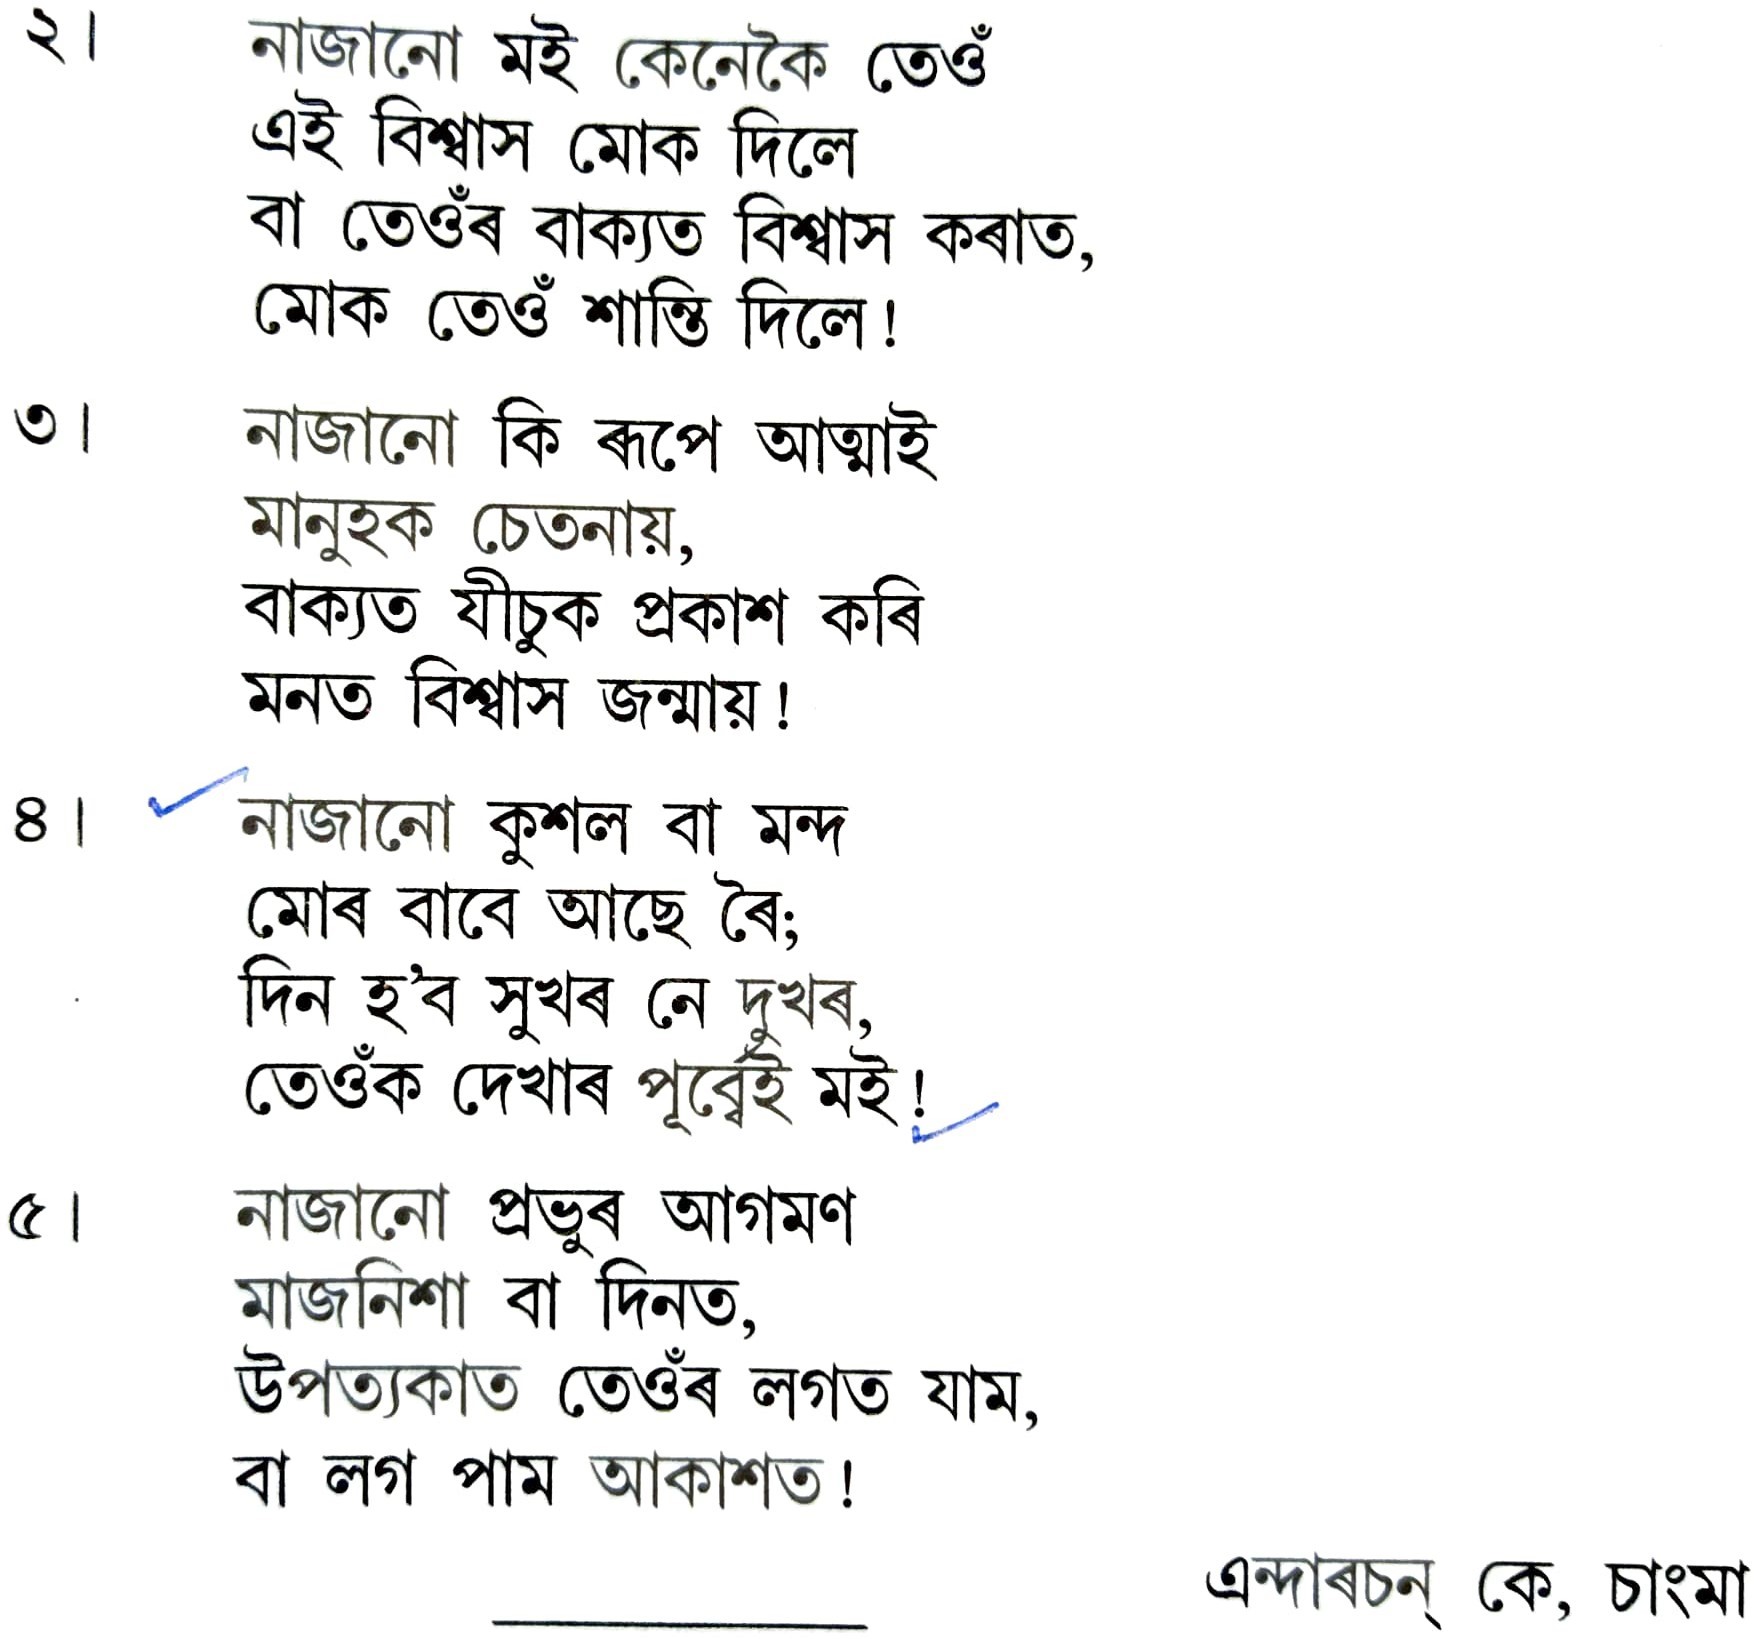 ২। নাজানো মই কেনেকৈ তেওঁ
এই বিশ্বাস মোক দিলে
বা তেওঁৰ বাক্যত বিশ্বাস কৰাত,
মোক তেওঁ শান্তি দিলে!
৩। নাজানো কি ৰূপে আত্মাই
মানুহক চেতনায়,
বাক্যত যীচুক প্ৰকাশ কৰি
মনত বিশ্বাস জন্মায়!
৪। নাজানো কুশল বা মন্দ
মোৰ বাবে আছে ৰৈ;
দিন হ'ব সুখৰ নে দুখৰ,
তেওঁক দেখাৰ পূৰ্ব্বেই মই!
৫। নাজানো প্ৰভুৰ আগমণ
মাজনিশা বা দিনত,
উপত্যকাত তেওঁৰ লগত যাম,
বা লগ পাম আকাশত!
এন্দাৰচন্ কে, চাংমা